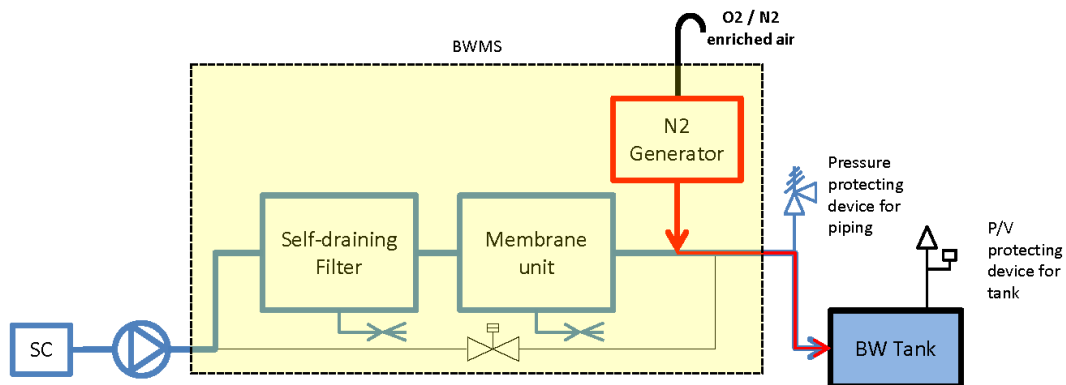 O2 / N2
enriched air
BWMS
N2
Generator
Pressure
protecting
device for
piping
Self-draining
Filter
Membrane
unit
P/V
protecting
device for
tank
SC
BW Tank